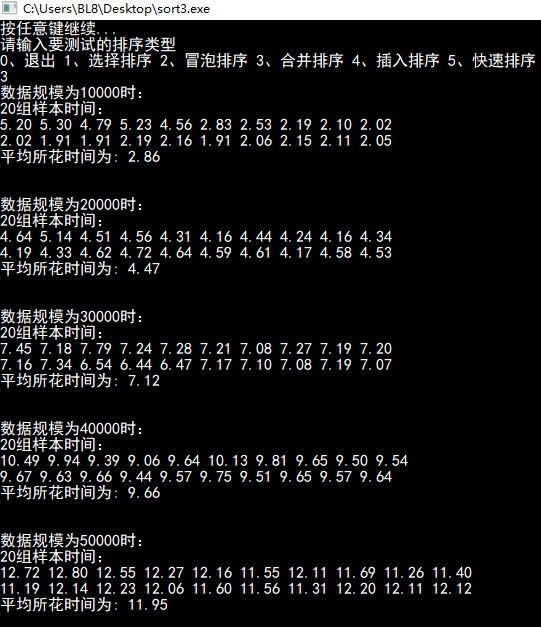 C:\Users\BL8\Desktop\sort3.exe
按任意键继续...
请输入要测试的排序类型
0、退出 1、选择排序 2、冒泡排序 3、合并排序 4、插入排序 5、快速排序
3
数据规模为10000时:
20组样本时间:
5.20 5.30 4.79 5.23 4.56 2.83 2.53 2.19 2.10 2.02
2.02 1.91 1.91 2.19 2.16 1.91 2.06 2.15 2.11 2.05
平均所花时间为: 2.86
数据规模为20000时:
20组样本时间:
4.64 5.14 4.51 4.56 4.31 4.16 4.44 4.24 4.16 4.34
4.19 4.33 4.62 4.72 4.64 4.59 4.61 4.17 4.58 4.53
平均所花时间为: 4.47
数据规模为30000时:
20组样本时间:
7.45 7.18 7.79 7.24 7.28 7.21 7.08 7.27 7.19 7.20
7.16 7.34 6.54 6.44 6.47 7.17 7.10 7.08 7.19 7.07
平均所花时间为: 7.12
数据规模为40000时:
20组样本时间:
10.49 9.94 9.39 9.06 9.64 10.13 9.81 9.65 9.50 9.54
9.67 9.63 9.66 9.44 9.57 9.75 9.51 9.65 9.57 9.64
平均所花时间为: 9.66
数据规模为50000时:
20组样本时间:
12.72 12.80 12.55 12.27 12.16 11.55 12.11 11.69 11.26 11.40
11.19 12.14 12.23 12.06 11.60 11.56 11.31 12.20 12.11 12.12
平均所花时间为: 11.95